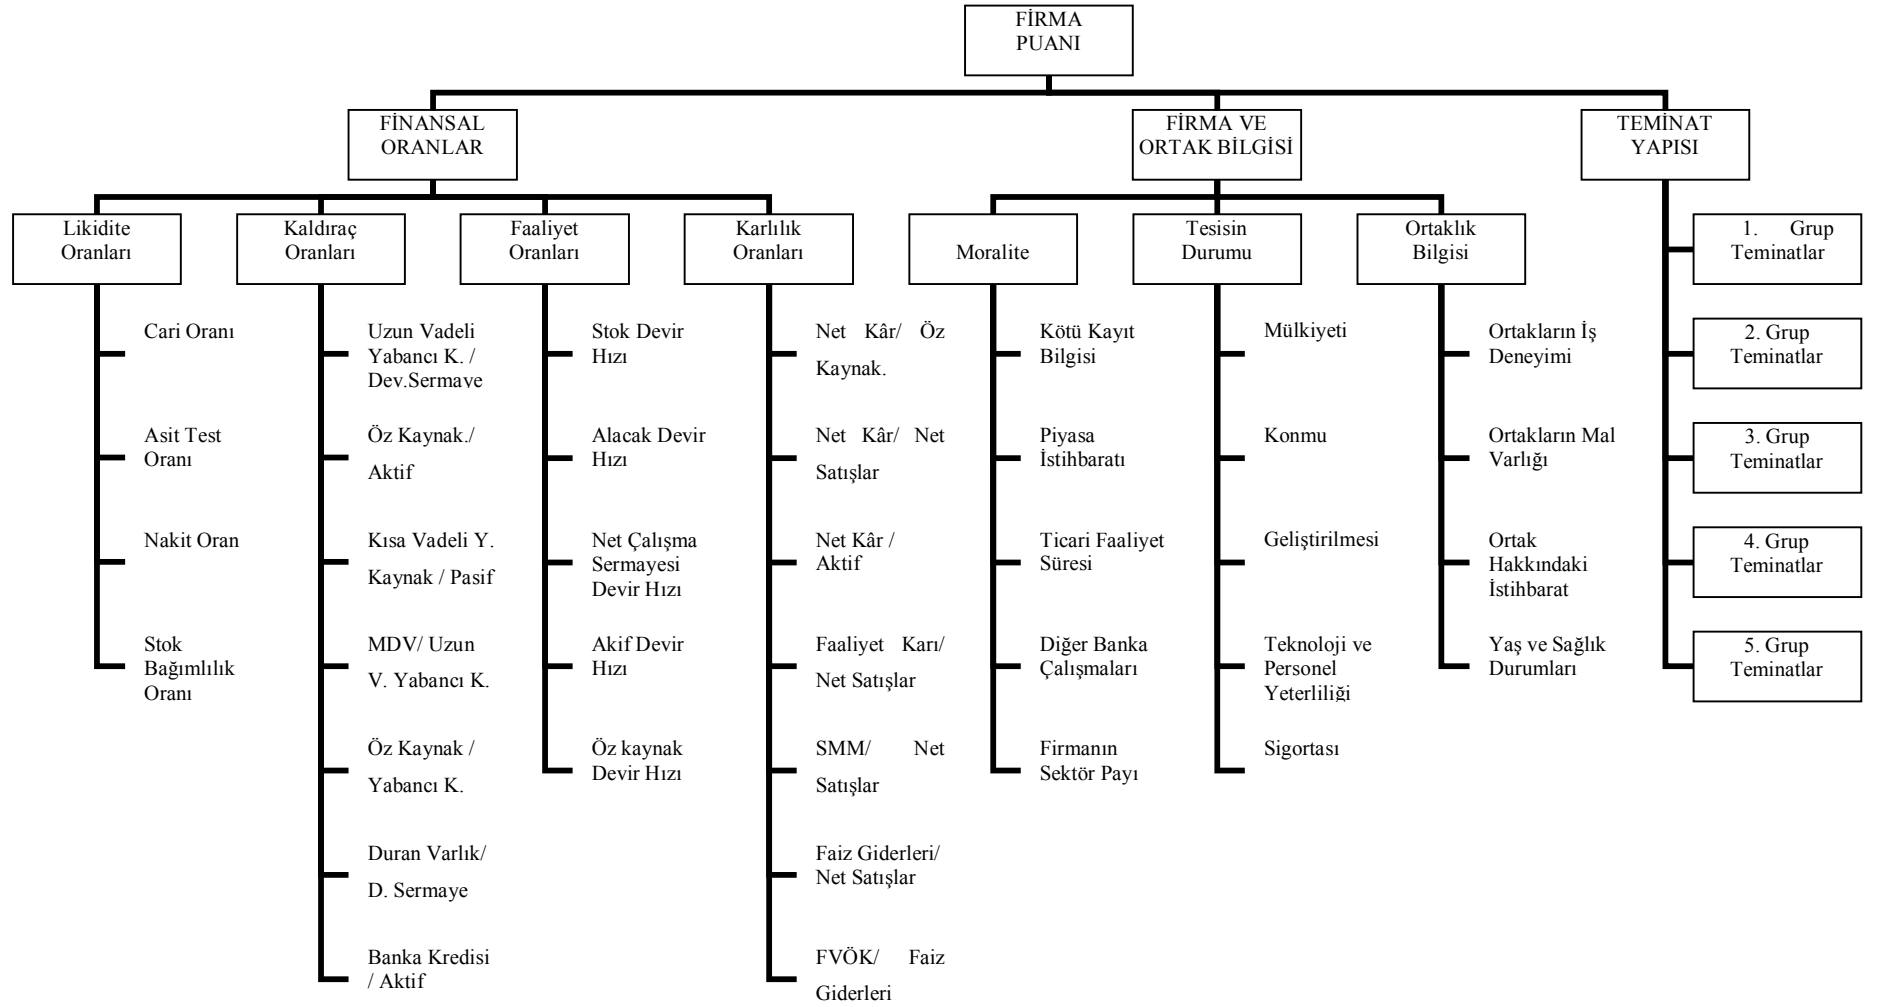 FİRMA
PUANI
FİNANSAL
ORANLAR
FİRMA VE
ORTAK BİLGİSİ
TEMİNAT
YAPISI
Likidite
Oranları
Kaldıraç
Oranları
Faaliyet
Oranları
Karlılık
Oranları
Moralite
Tesisin
Durumu
Ortaklık
Bilgisi
1. Grup
Teminatlar
Cari Oranı
Asit Test
Oranı
Nakit Oran
Stok
Bağımlılık
Oranı
Uzun Vadeli
Yabancı K. /
Dev.Sermaye
Öz Kaynak./
Aktif
Kısa Vadeli Y.
Kaynak / Pasif
MDV/ Uzun
V. Yabancı K.
Öz Kaynak /
Yabancı K.
Duran Varlık/
D. Sermaye
Banka Kredisi
/ Aktif
Stok Devir
Hızı
Alacak Devir
Hızı
Net Çalışma
Sermayesi
Devir Hızı
Akif Devir
Hızı
Öz kaynak
Devir Hızı
Net Kâr/ Öz
Kaynak.
Net Kâr/ Net
Satışlar
Net Kâr /
Aktif
Faaliyet Karı/
Net Satışlar
SMM/ Net
Satışlar
Faiz Giderleri/
Net Satışlar
FVÖK/ Faiz
Giderleri
Kötü Kayıt
Bilgisi
Piyasa
İstihbaratı
Ticari Faaliyet
Süresi
Diğer Banka
Çalışmaları
Firmanın
Sektör Payı
Mülkiyeti
Konmu
Geliştirilmesi
Teknoloji ve
Personel
Yeterliliği
Sigortası
Ortakların İş
Deneyimi
Ortakların Mal
Varlığı
Ortak
Hakkındaki
İstihbarat
Yaş ve Sağlık
Durumları
2. Grup
Teminatlar
3. Grup
Teminatlar
4. Grup
Teminatlar
5. Grup
Teminatlar